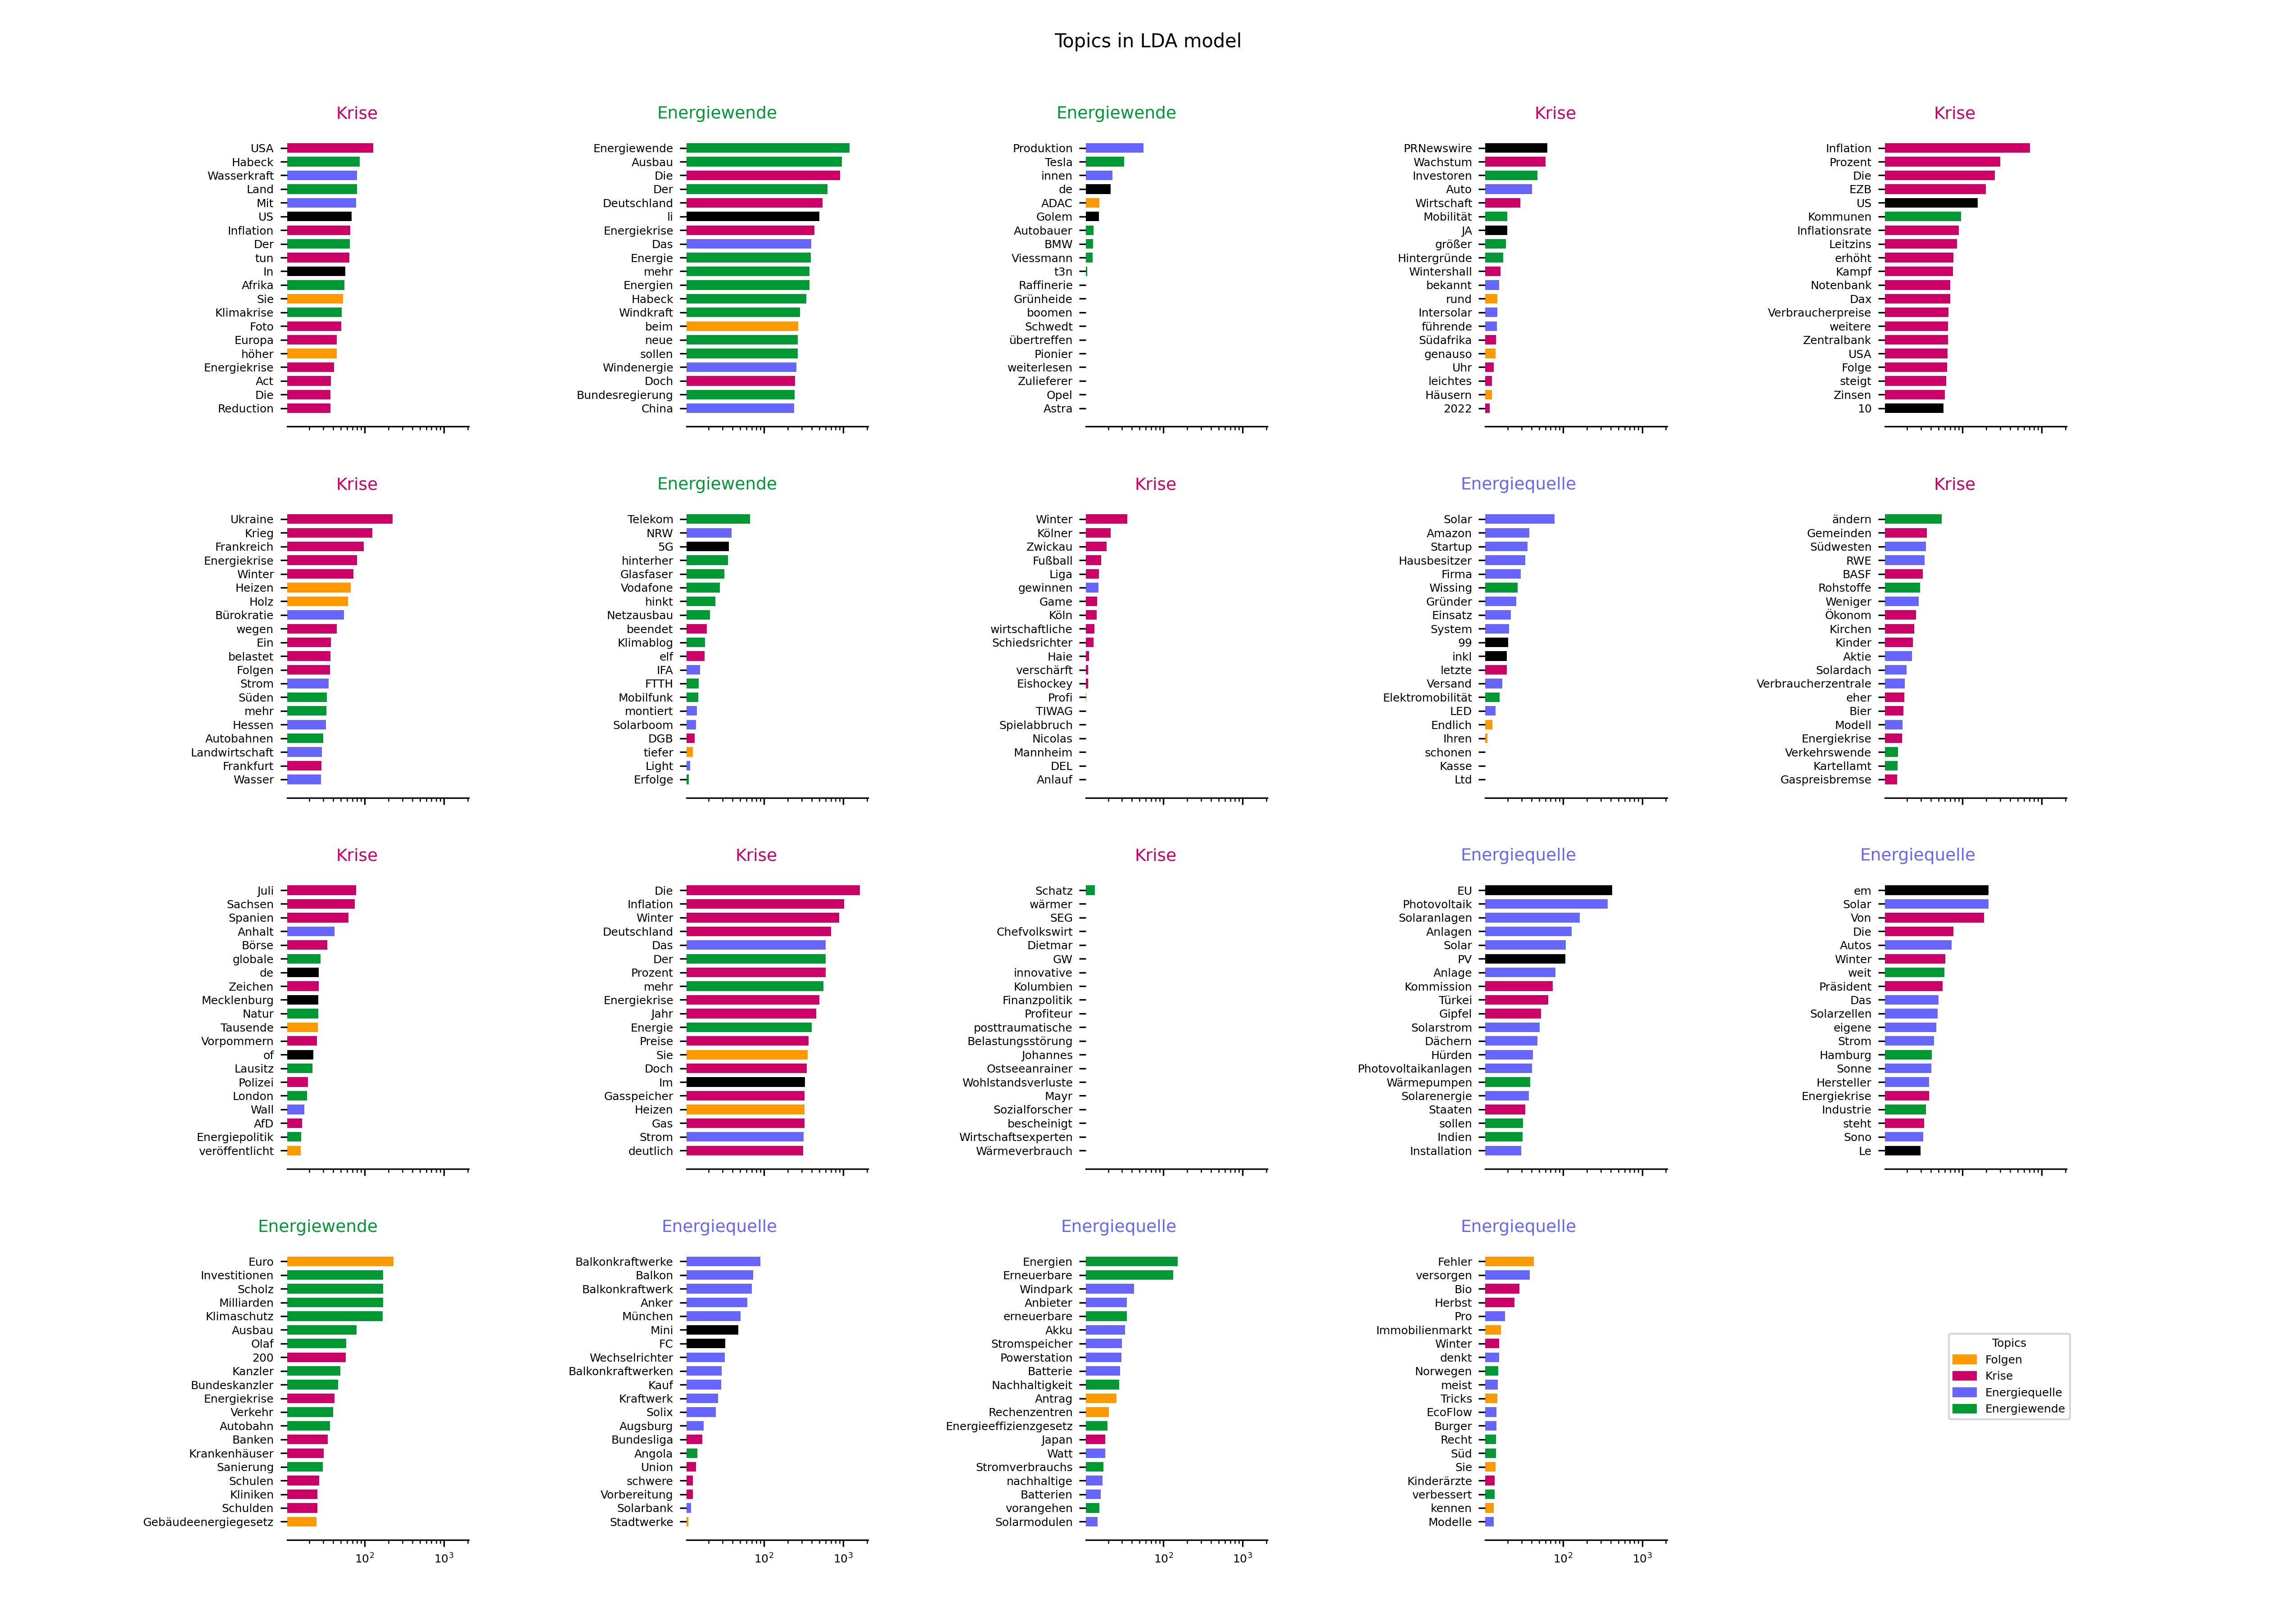 Topics in LDA model
Krise
USA
Habeck
Wasserkraft
Land
Mit
US
Inflation
Der
tun
In
Afrika
Sie
Klimakrise
Foto
Europa
höher
Energiekrise
Act
Die
Reduction
Energiewende
Energiewende
Ausbau
Die
Der
Deutschland
li
Energiekrise
Das
Energie
mehr
Energien
Habeck
Windkraft
beim
neue
sollen
Windenergie
Doch
Bundesregierung
China
Energiewende
Produktion
Tesla
innen
de
ADAC
Golem
Autobauer
BMW
Viessmann
t3n
Raffinerie
Grünheide
boomen
Schwedt
übertreffen
Pionier
weiterlesen
Zulieferer
Opel
Astra
Krise
PRNewswire
Wachstum
Investoren
Auto
Wirtschaft
Mobilität
JA
größer
Hintergründe
Wintershall
bekannt
rund
Intersolar
führende
Südafrika
genauso
Uhr
leichtes
Häusern
2022
Krise
Inflation
Prozent
Die
EZB
US
Kommunen
Inflationsrate
Leitzins
erhöht
Kampf
Notenbank
Dax
Verbraucherpreise
weitere
Zentralbank
USA
Folge
steigt
Zinsen
10
Krise
Ukraine
Krieg
Frankreich
Energiekrise
Winter
Heizen
Holz
Bürokratie
wegen
Ein
belastet
Folgen
Strom
Süden
mehr
Hessen
Autobahnen
Landwirtschaft
Frankfurt
Wasser
Energiewende
Telekom
NRW
5G
hinterher
Glasfaser
Vodafone
hinkt
Netzausbau
beendet
Klimablog
elf
IFA
FTTH
Mobilfunk
montiert
Solarboom
DGB
tiefer
Light
Erfolge
Krise
Winter
Kölner
Zwickau
Fußball
Liga
gewinnen
Game
Köln
wirtschaftliche
Schiedsrichter
Haie
verschärft
Eishockey
Profi
TIWAG
Spielabbruch
Nicolas
Mannheim
DEL
Anlauf
Energiequelle
Solar
Amazon
Startup
Hausbesitzer
Firma
Wissing
Gründer
Einsatz
System
99
inkl
letzte
Versand
Elektromobilität
LED
Endlich
Ihren
schonen
Kasse
Ltd
Krise
ändern
Gemeinden
Südwesten
RWE
BASF
Rohstoffe
Weniger
Ökonom
Kirchen
Kinder
Aktie
Solardach
Verbraucherzentrale
eher
Bier
Modell
Energiekrise
Verkehrswende
Kartellamt
Gaspreisbremse
Krise
Juli
Sachsen
Spanien
Anhalt
Börse
globale
de
Zeichen
Mecklenburg
Natur
Tausende
Vorpommern
of
Lausitz
Polizei
London
Wall
AfD
Energiepolitik
veröffentlicht
Krise
Die
Inflation
Winter
Deutschland
Das
Der
Prozent
mehr
Energiekrise
Jahr
Energie
Preise
Sie
Doch
Im
Gasspeicher
Heizen
Gas
Strom
deutlich
Krise
Schatz
wärmer
SEG
Chefvolkswirt
Dietmar
GW
innovative
Kolumbien
Finanzpolitik
Profiteur
posttraumatische
Belastungsstörung
Johannes
Ostseeanrainer
Wohlstandsverluste
Mayr
Sozialforscher
bescheinigt
Wirtschaftsexperten
Wärmeverbrauch
Energiequelle
EU
Photovoltaik
Solaranlagen
Anlagen
Solar
PV
Anlage
Kommission
Türkei
Gipfel
Solarstrom
Dächern
Hürden
Photovoltaikanlagen
Wärmepumpen
Solarenergie
Staaten
sollen
Indien
Installation
Energiequelle
em
Solar
Von
Die
Autos
Winter
weit
Präsident
Das
Solarzellen
eigene
Strom
Hamburg
Sonne
Hersteller
Energiekrise
Industrie
steht
Sono
Le
Energiewende
Euro
Investitionen
Scholz
Milliarden
Klimaschutz
Ausbau
Olaf
200
Kanzler
Bundeskanzler
Energiekrise
Verkehr
Autobahn
Banken
Krankenhäuser
Sanierung
Schulen
Kliniken
Schulden
Gebäudeenergiegesetz
10² 10³
Energiequelle
Balkonkraftwerke
Balkon
Balkonkraftwerk
Anker
München
Mini
FC
Wechselrichter
Balkonkraftwerken
Kauf
Kraftwerk
Solix
Augsburg
Bundesliga
Angola
Union
schwere
Vorbereitung
Solarbank
Stadtwerke
10² 10³
Energiequelle
Energien
Erneuerbare
Windpark
Anbieter
erneuerbare
Akku
Stromspeicher
Powerstation
Batterie
Nachhaltigkeit
Antrag
Rechenzentren
Energieeffizienzgesetz
Japan
Watt
Stromverbrauchs
nachhaltige
Batterien
vorangehen
Solarmodulen
10² 10³
Energiequelle
Fehler
versorgen
Bio
Herbst
Pro
Immobilienmarkt
Winter
denkt
Norwegen
meist
Tricks
EcoFlow
Burger
Recht
Süd
Sie
Kinderärzte
verbessert
kennen
Modelle
10² 10³
Topics
Folgen
Krise
Energiequelle
Energiewende